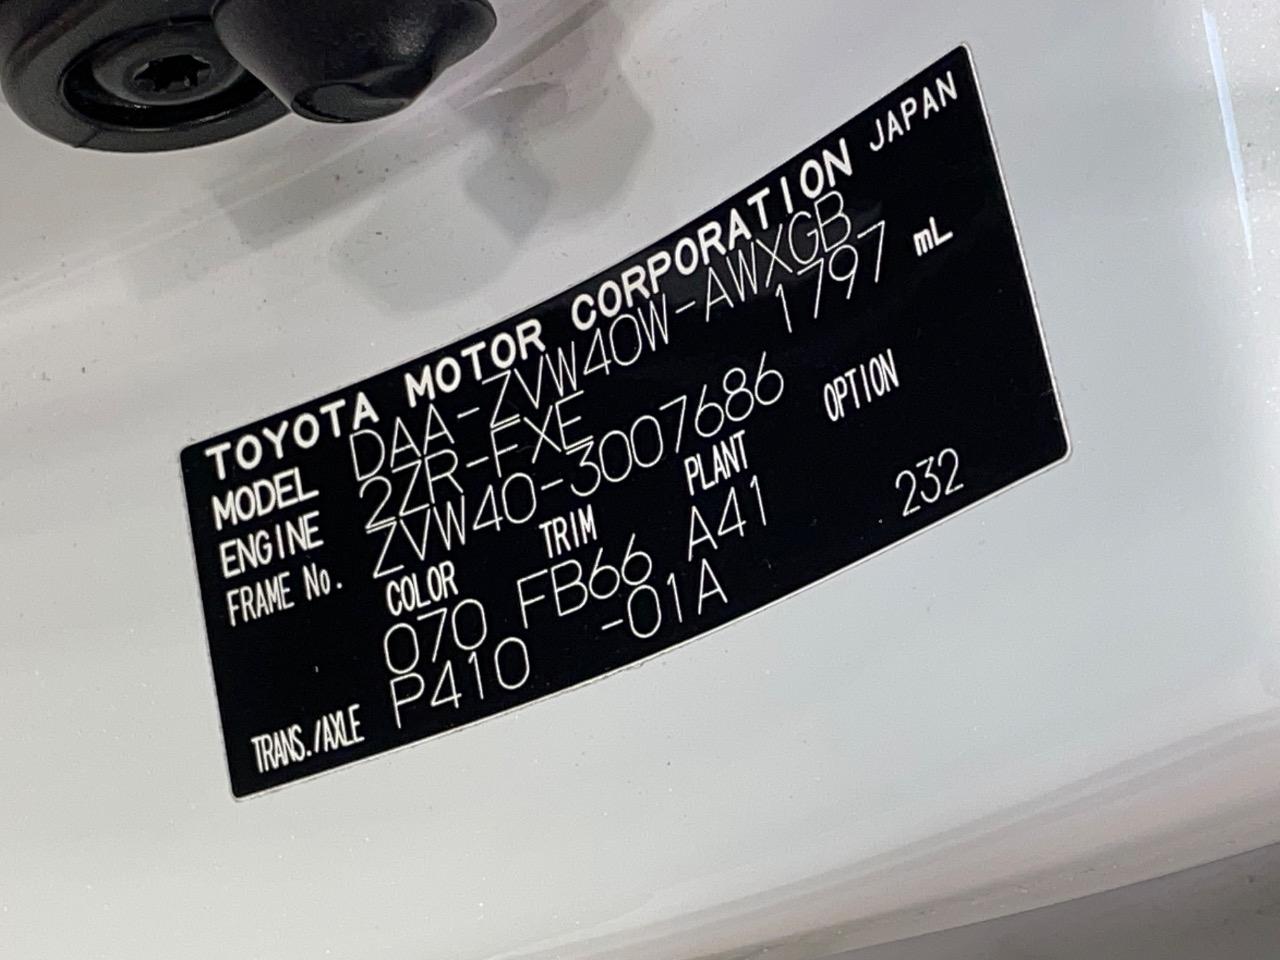 TOYOTA MOTOR CORPORATION JAPAN
MODEL DAA-ZVW40W-AWXGB
ENGINE 2ZR-FXE 1797 mL
FRAME No. ZVW40-3007686
COLOR TRIM PLANT OPTION
070 FB66 A41 232
TRANS./AXLE P410 -01A